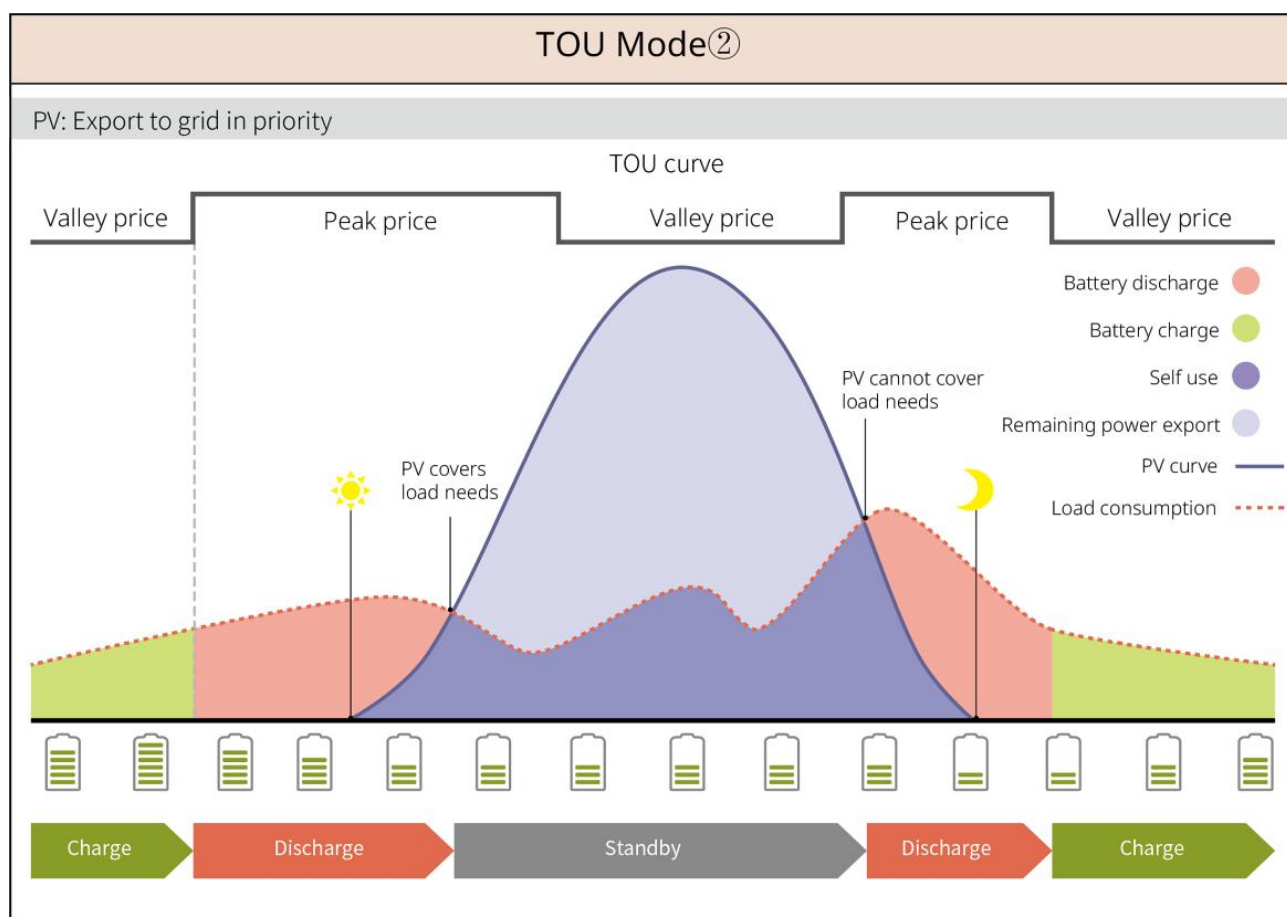 TOU Mode②
PV: Export to grid in priority
TOU curve
Valley price
Peak price
Valley price
Peak price
Valley price
Battery discharge
Battery charge
Self use
Remaining power export
PV curve
Load consumption
PV cannot cover
load needs
PV covers
load needs
Charge
Discharge
Standby
Discharge
Charge